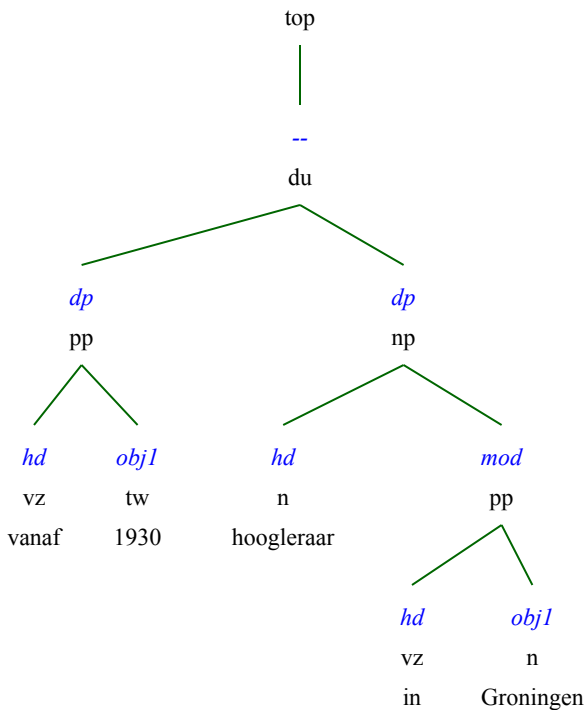 top
--
du
dp dp
pp np
hd obj1 hd mod
vz tw n pp
vanaf 1930 hoogleraar
hd obj1
vz n
in Groningen